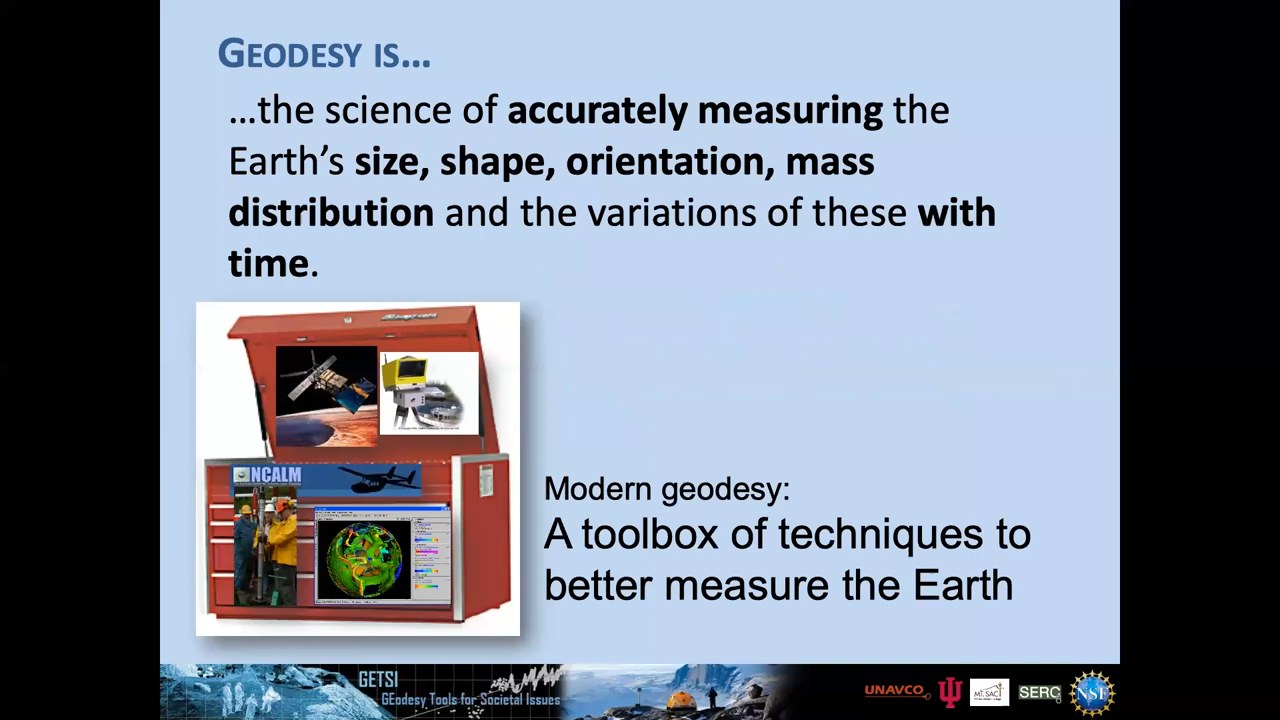 GEODESY IS…
…the science of accurately measuring the
Earth’s size, shape, orientation, mass
distribution and the variations of these with
time.
NCALM
Modern geodesy:
A toolbox of techniques to
better measure the Earth
GETSI
GEodesy Tools for Societal Issues
UNAVCO
MT. SAC
SERC
NSF